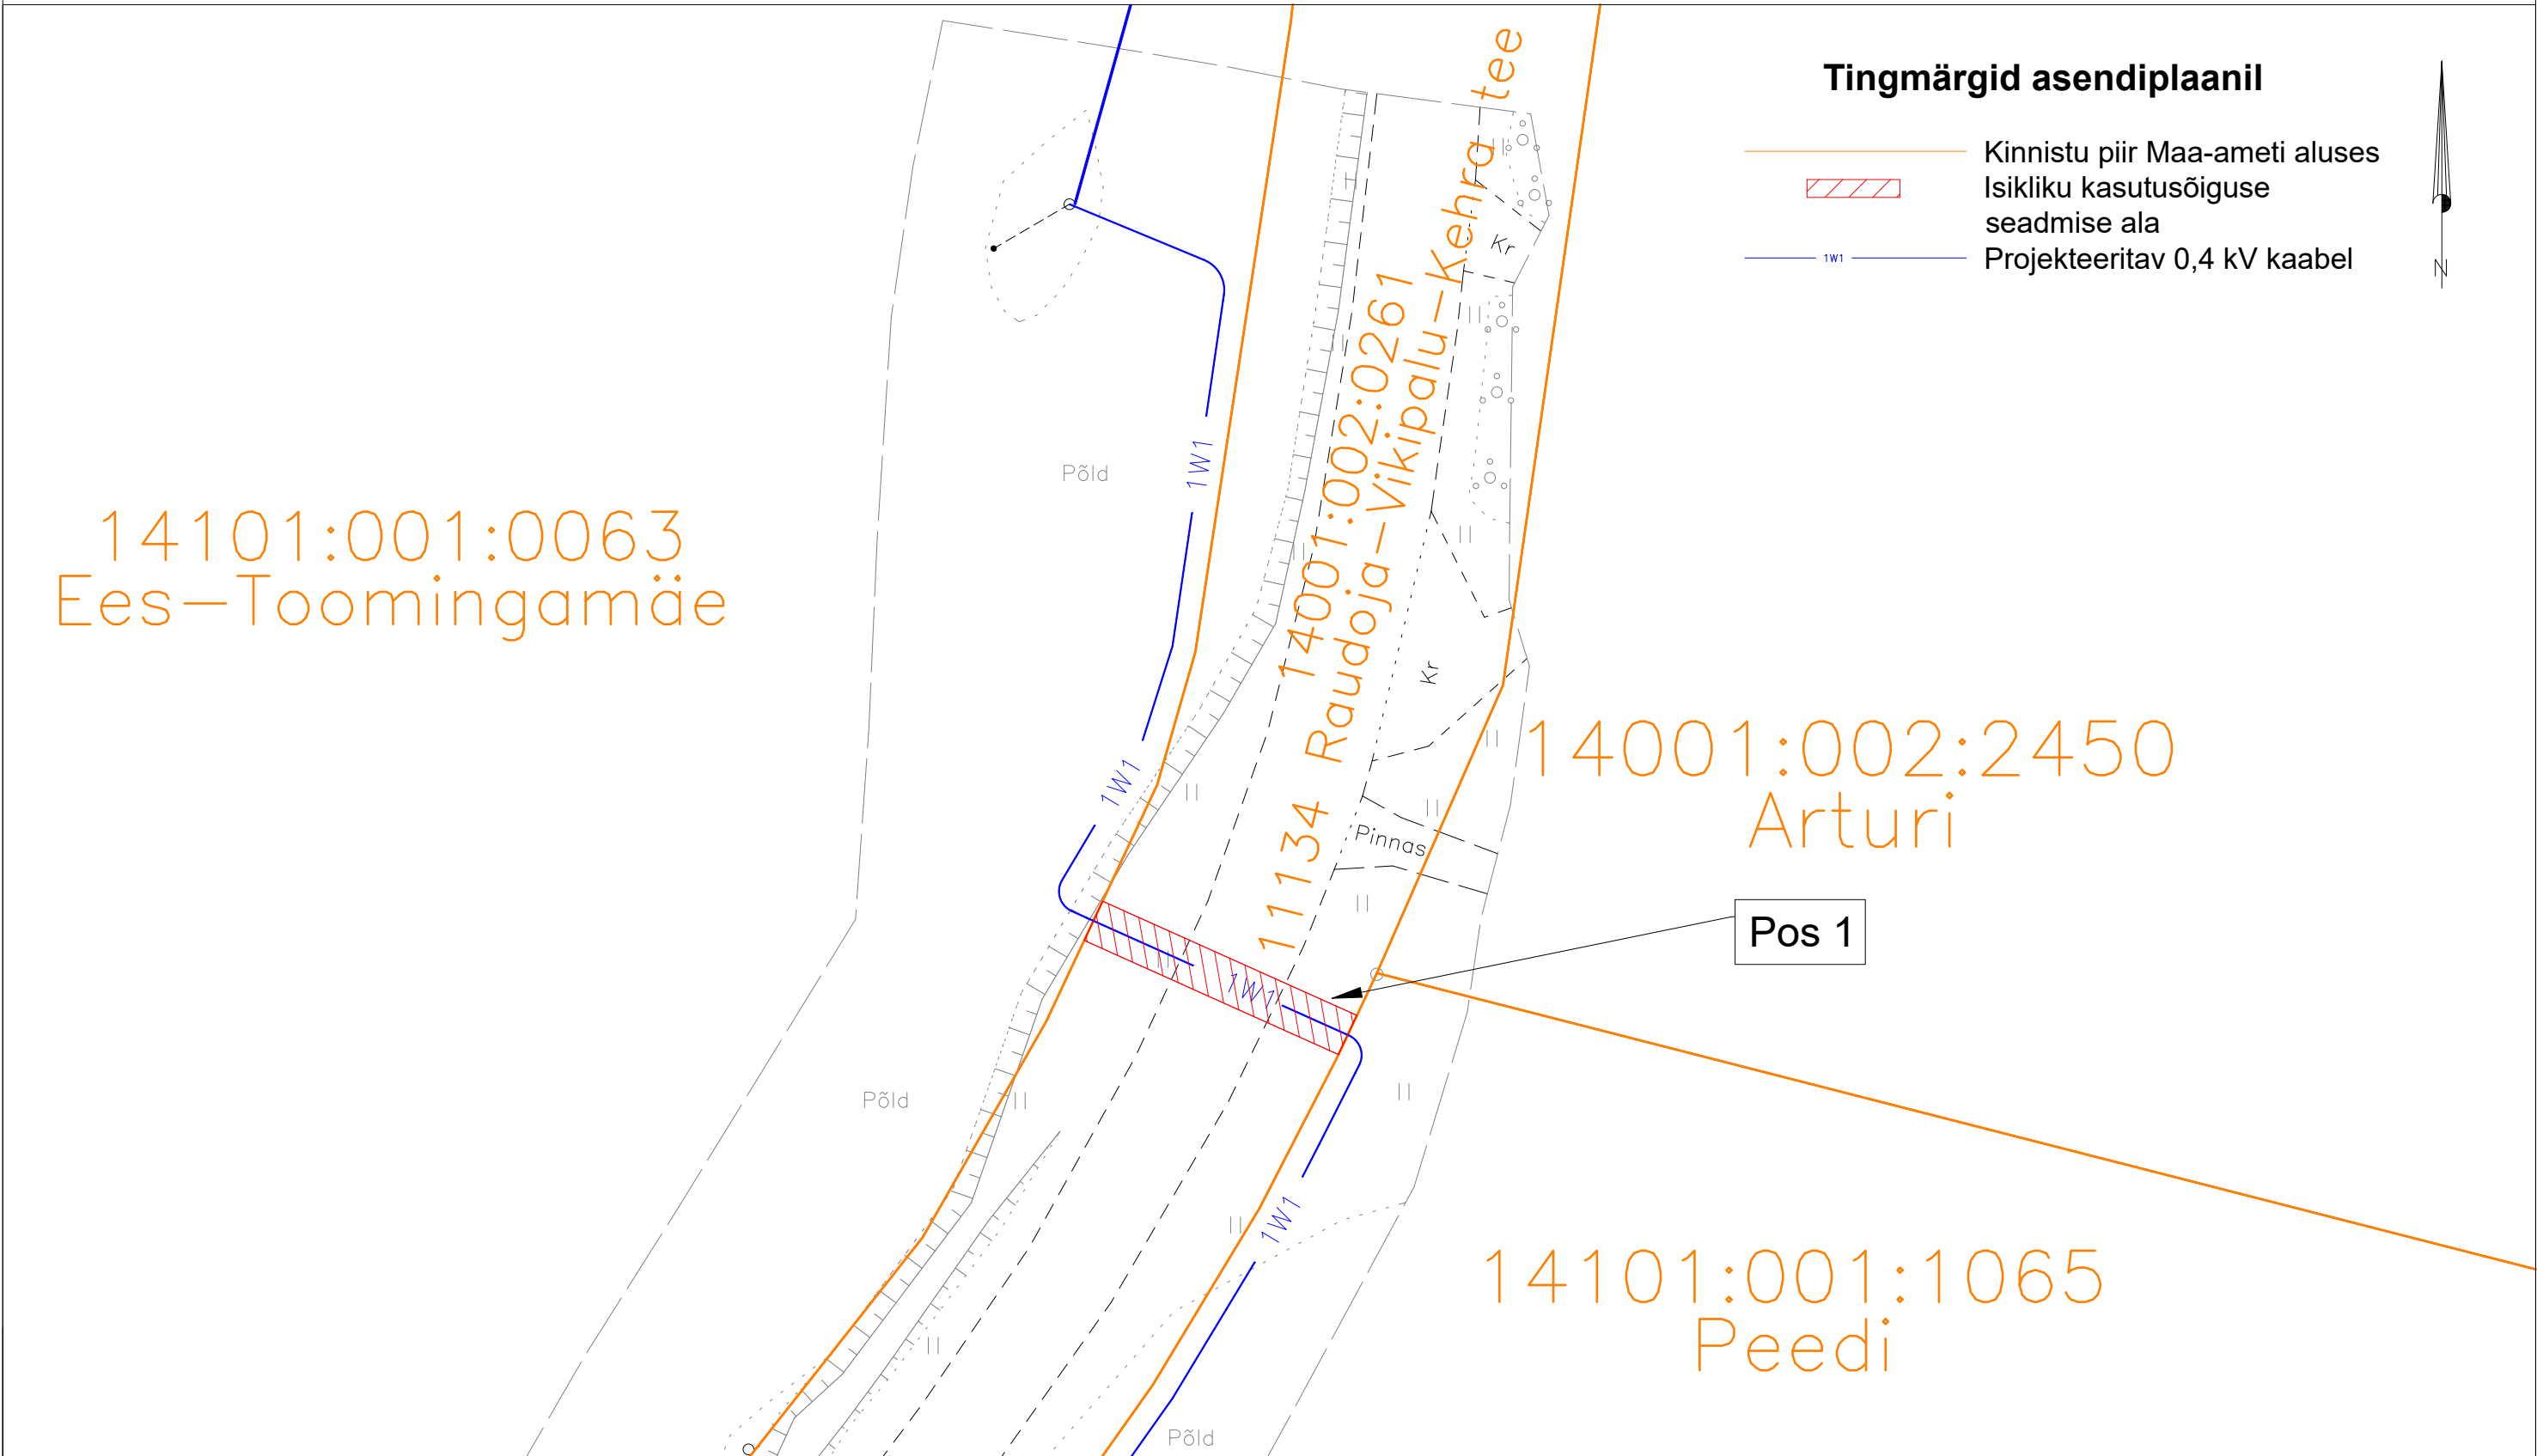 Tingmärgid asendiplaanil
Kinnistu piir Maa-ameti aluses
Isikliku kasutusõiguse
seadmise ala
1W1
Projekteeritav 0,4 kV kaabel
N
14101:001:0063
Ees-Toomingamäe
14001:002:0261
11134 Raudoja-Vikipalu-Kehra tee
14001:002:2450
Arturi
Pos 1
14101:001:1065
Peedi
Põld
Põld
Põld
Kr
Kr
Pinnas
1W1
1W1
1W1
1W1